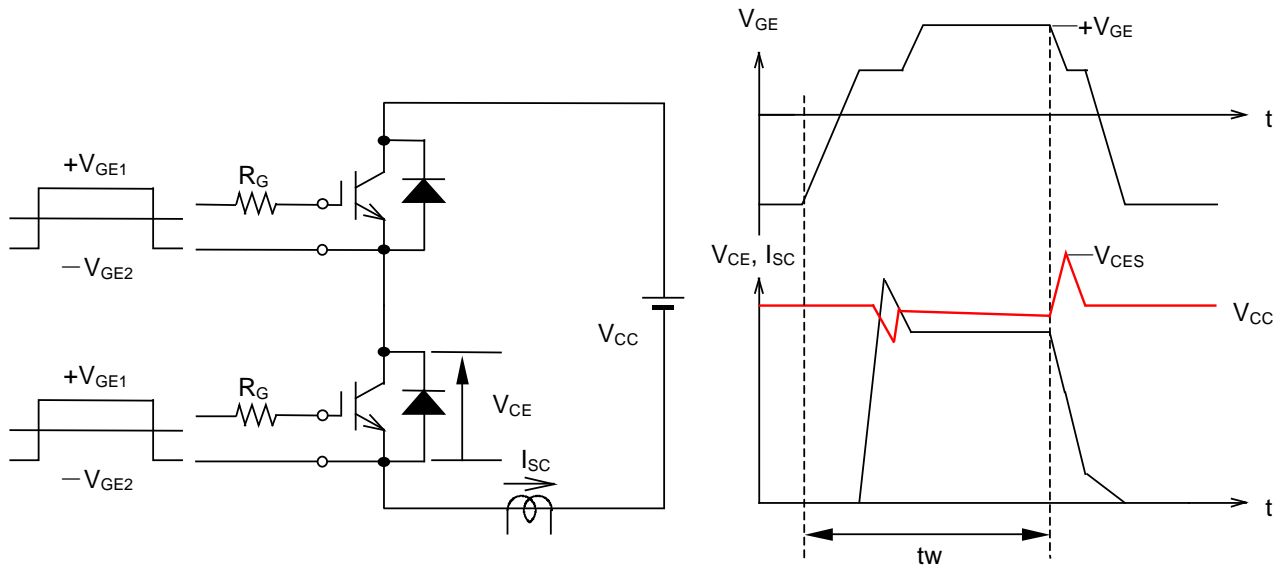 +VGE1
RG
−VGE2
VCC
+VGE1
RG
VCE
−VGE2
ISC
VGE
+VGE
t
VCE, ISC
VCES
VCC
t
tw